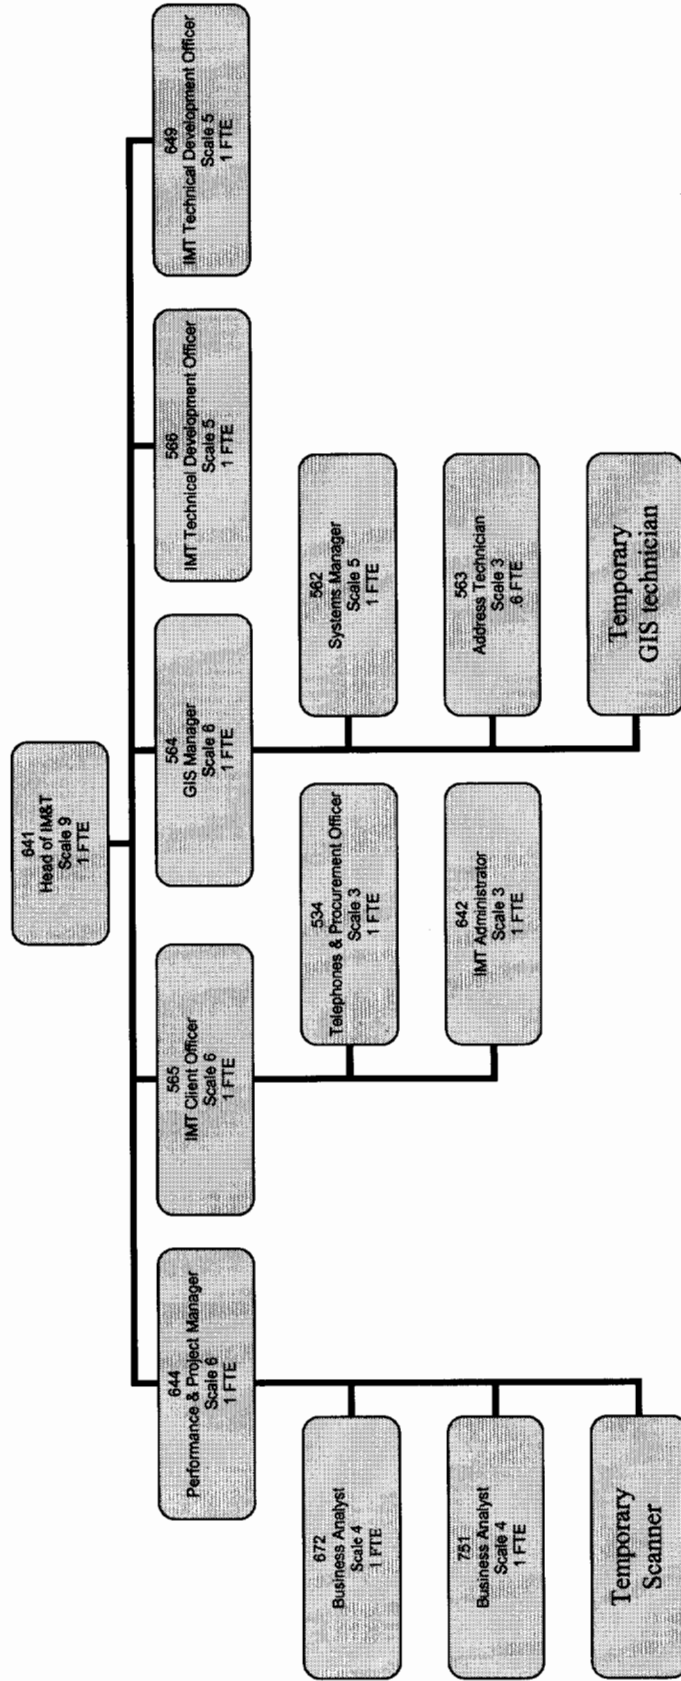 641
Head of IM&T
Scale 9
1 FTE
644
Performance & Project Manager
Scale 6
1 FTE
565
IMT Client Officer
Scale 6
1 FTE
564
GIS Manager
Scale 6
1 FTE
566
IMT Technical Development Officer
Scale 5
1 FTE
649
IMT Technical Development Officer
Scale 5
1 FTE
672
Business Analyst
Scale 4
1 FTE
751
Business Analyst
Scale 4
1 FTE
Temporary
Scanner
534
Telephones & Procurement Officer
Scale 3
1 FTE
642
IMT Administrator
Scale 3
1 FTE
562
Systems Manager
Scale 5
1 FTE
563
Address Technician
Scale 3
.6 FTE
Temporary
GIS technician